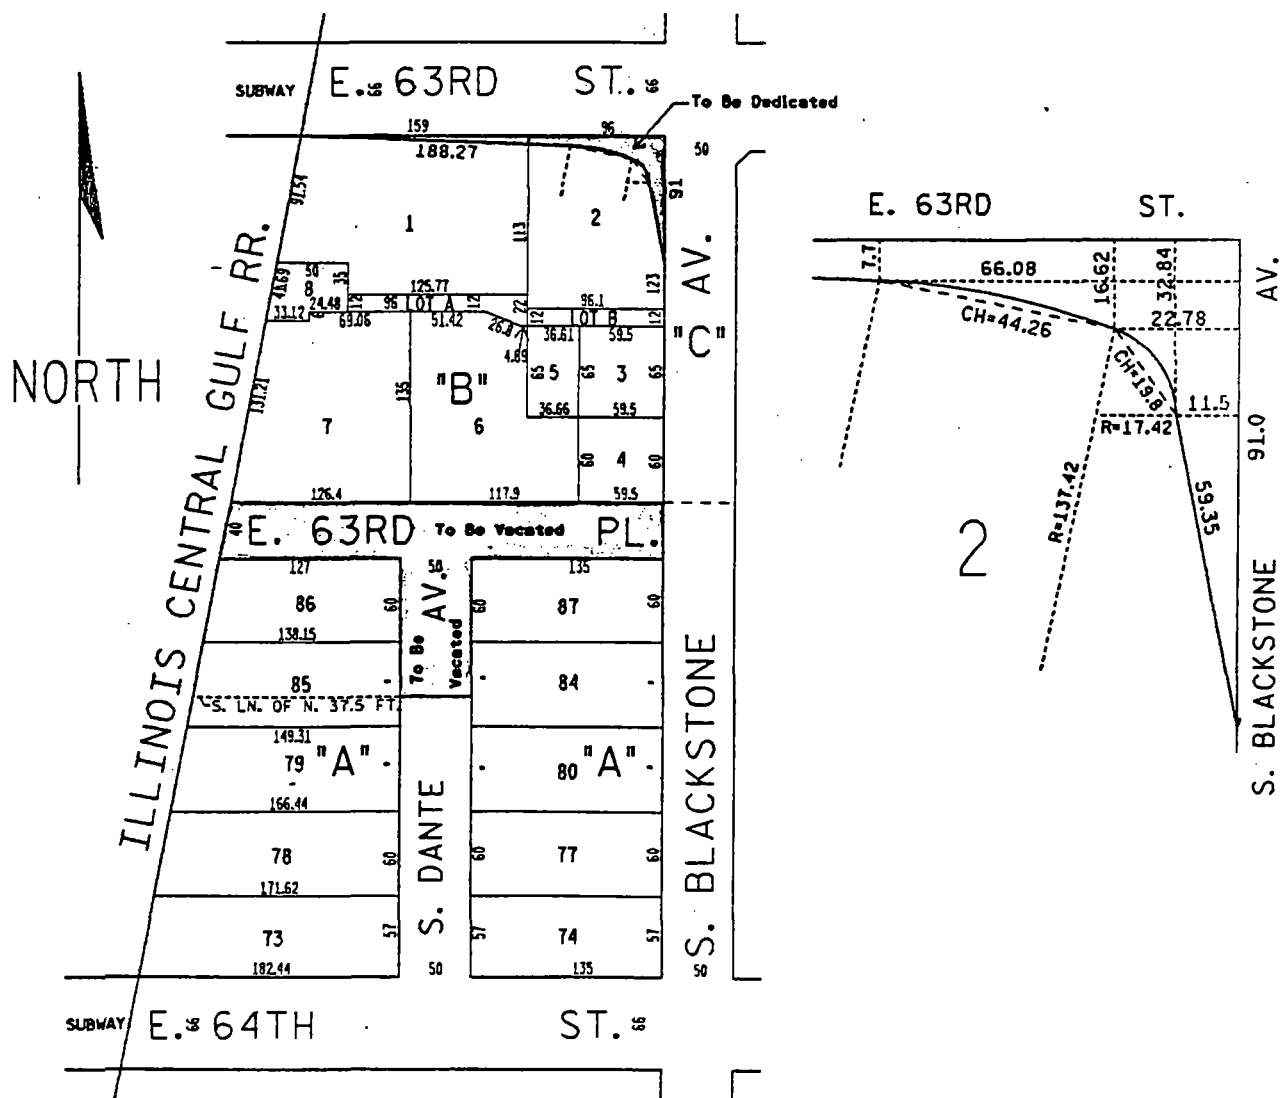 SUBWAY E. 66 63RD ST. 66
To Be Dedicated
159 96
188.27
50
91.54
91
1
2
113
50
8
35
41.69
125.77
123
24.48
12 96 LOT A 12
22
96.1
33.12
6
69.06
51.42
26.8
12 LOT B 12
36.61 59.5
4.89
"C"
NORTH
131.21
135
"B"
65 5 65 3 65
36.66 59.5
7
6
60 4 60
126.4 117.9 59.5
40 E. 63RD To Be Vacated PL.
127 50 135
86 60 60 87 60
138.15
AV.
To Be Vacated
85 84
S. LN. OF N. 37.5 FT.
149.31
79 "A" 80 "A"
166.44
78 60 60 77 60
171.62
73 57 57 74 57
182.44 50 135 50
S. DANTE
S. BLACKSTONE AV.
ILLINOIS CENTRAL GULF RR.
SUBWAY E. 66 64TH ST. 66
E. 63RD ST.
7.7
66.08
16.62
32.84
CH=44.26
22.78
CH=19.8
11.5
R=17.42
91.0
R=137.42
59.35
2
S. BLACKSTONE AV.